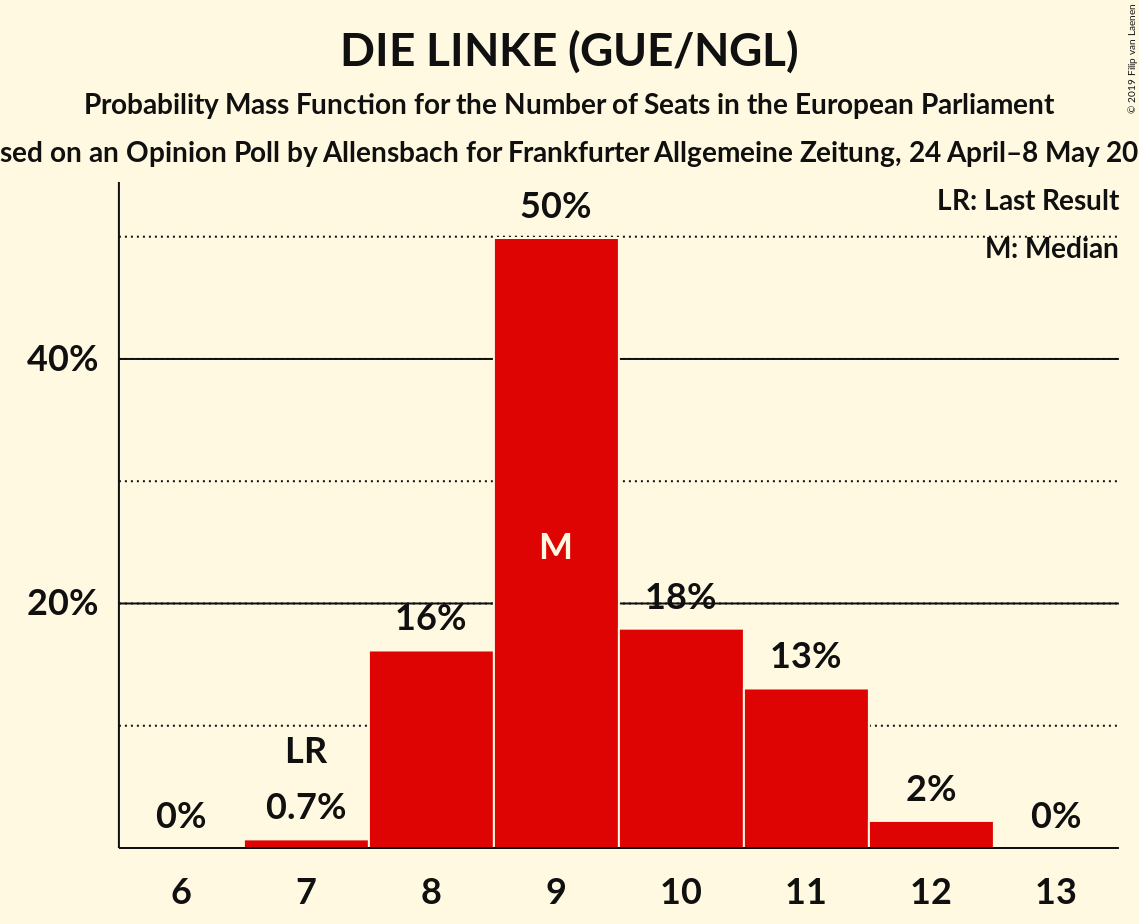 DIE LINKE (GUE/NGL)
Probability Mass Function for the Number of Seats in the European Parliament
sed on an Opinion Poll by Allensbach for Frankfurter Allgemeine Zeitung, 24 April–8 May 20
© 2019 Filip van Laenen
LR: Last Result
M: Median
50%
40%
M
20%
16%
18%
13%
LR
0%
0.7%
2%
0%
6 7 8 9 10 11 12 13